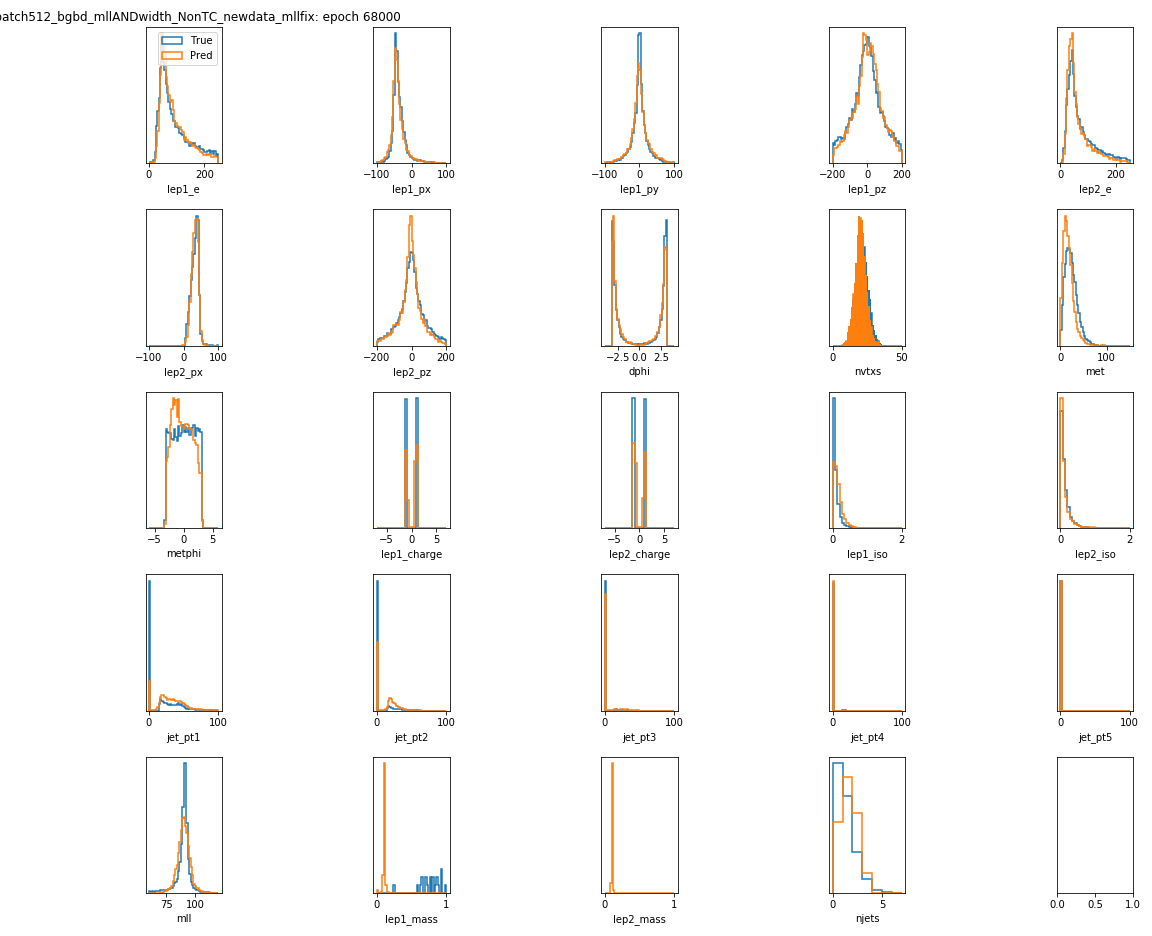 batch512_bgbd_mllANDwidth_NonTC_newdata_mllfix: epoch 68000
True
Pred
0 200
lep1_e
−100 0 100
lep1_px
−100 0 100
lep1_py
−200 0 200
lep1_pz
0 200
lep2_e
−100 0 100
lep2_px
−200 0 200
lep2_pz
−2.5 0.0 2.5
dphi
0 50
nvtxs
0 100
met
−5 0 5
metphi
−5 0 5
lep1_charge
−5 0 5
lep2_charge
0 2
lep1_iso
0 2
lep2_iso
0 100
jet_pt1
0 100
jet_pt2
0 100
jet_pt3
0 100
jet_pt4
0 100
jet_pt5
75 100
mll
0 1
lep1_mass
0 1
lep2_mass
0 5
njets
0.0 0.5 1.0